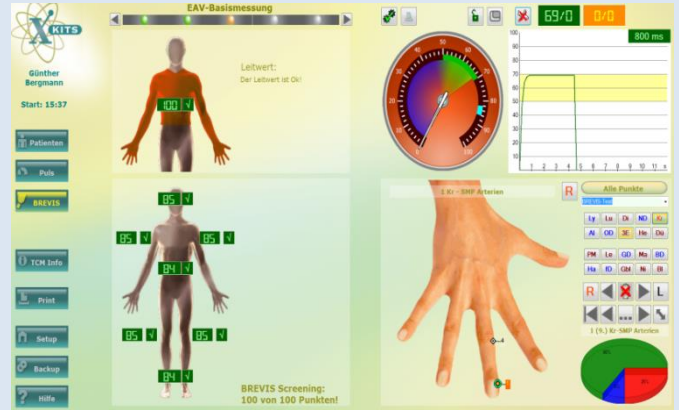 X
KITS
EAV-Basismessung
69/0
0/0
Günther
Bergmann
Start: 15:37
Patienten
Puls
BREVIS
TCM Info
Print
Setup
Backup
Hilfe
Leitwert:
Der Leitwert ist Ok!
100 √
85 √
85 √
85 √
84 √
85 √
85 √
84 √
BREVIS Screening:
100 von 100 Punkten!
800 ms
100
90
80
70
60
50
40
30
20
10
1 2 3 4 5 6 7 8 9 10 11 s
1 Kr - SMP Arterien
R
Alle Punkte
BREVIS-Test
Ly Lu Di ND Kr
Al OD 3E He Dü
PM Le GD Ma BD
Ha fD Gbl Ni Bl
R L
...
1 (9.) Kr-SMP Arterien
4